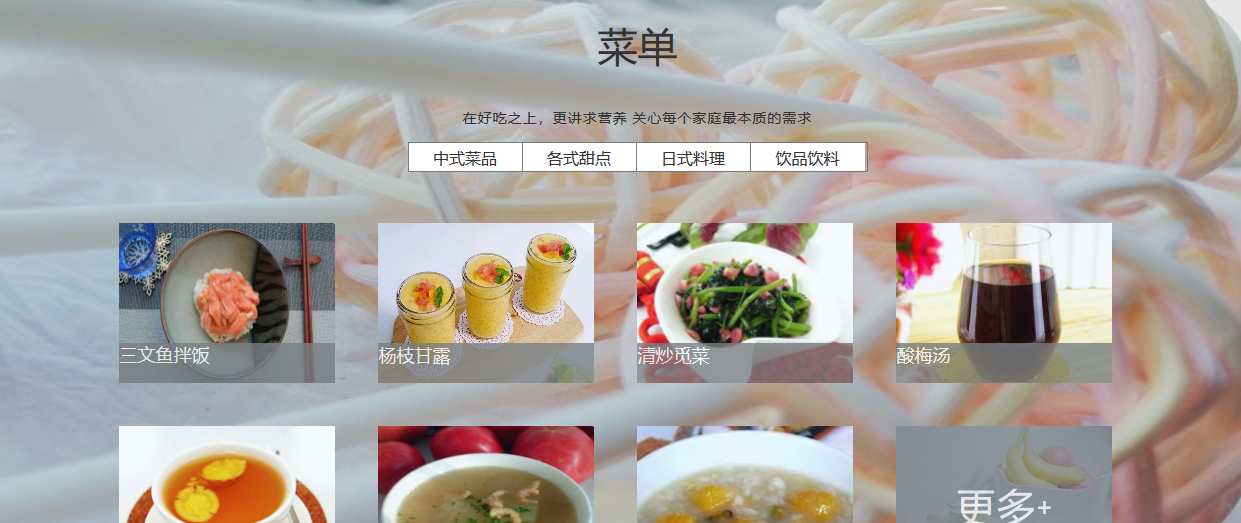 菜单
在好吃之上，更讲求营养 关心每个家庭最本质的需求
中式菜品 各式甜点 日式料理 饮品饮料
三文鱼拌饭 杨枝甘露 清炒觅菜 酸梅汤
更多+